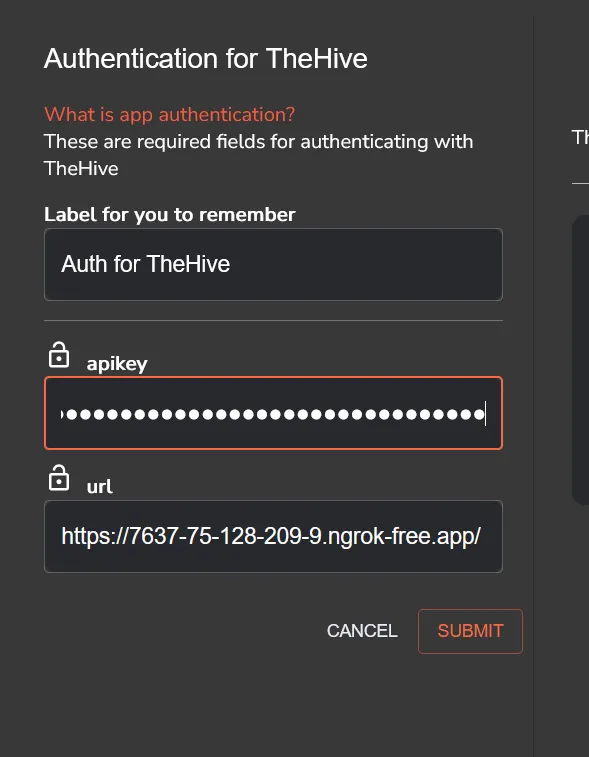 Authentication for TheHive
What is app authentication?
These are required fields for authenticating with
TheHive
Label for you to remember
Auth for TheHive
apikey
url
https://7637-75-128-209-9.ngrok-free.app/
CANCEL SUBMIT